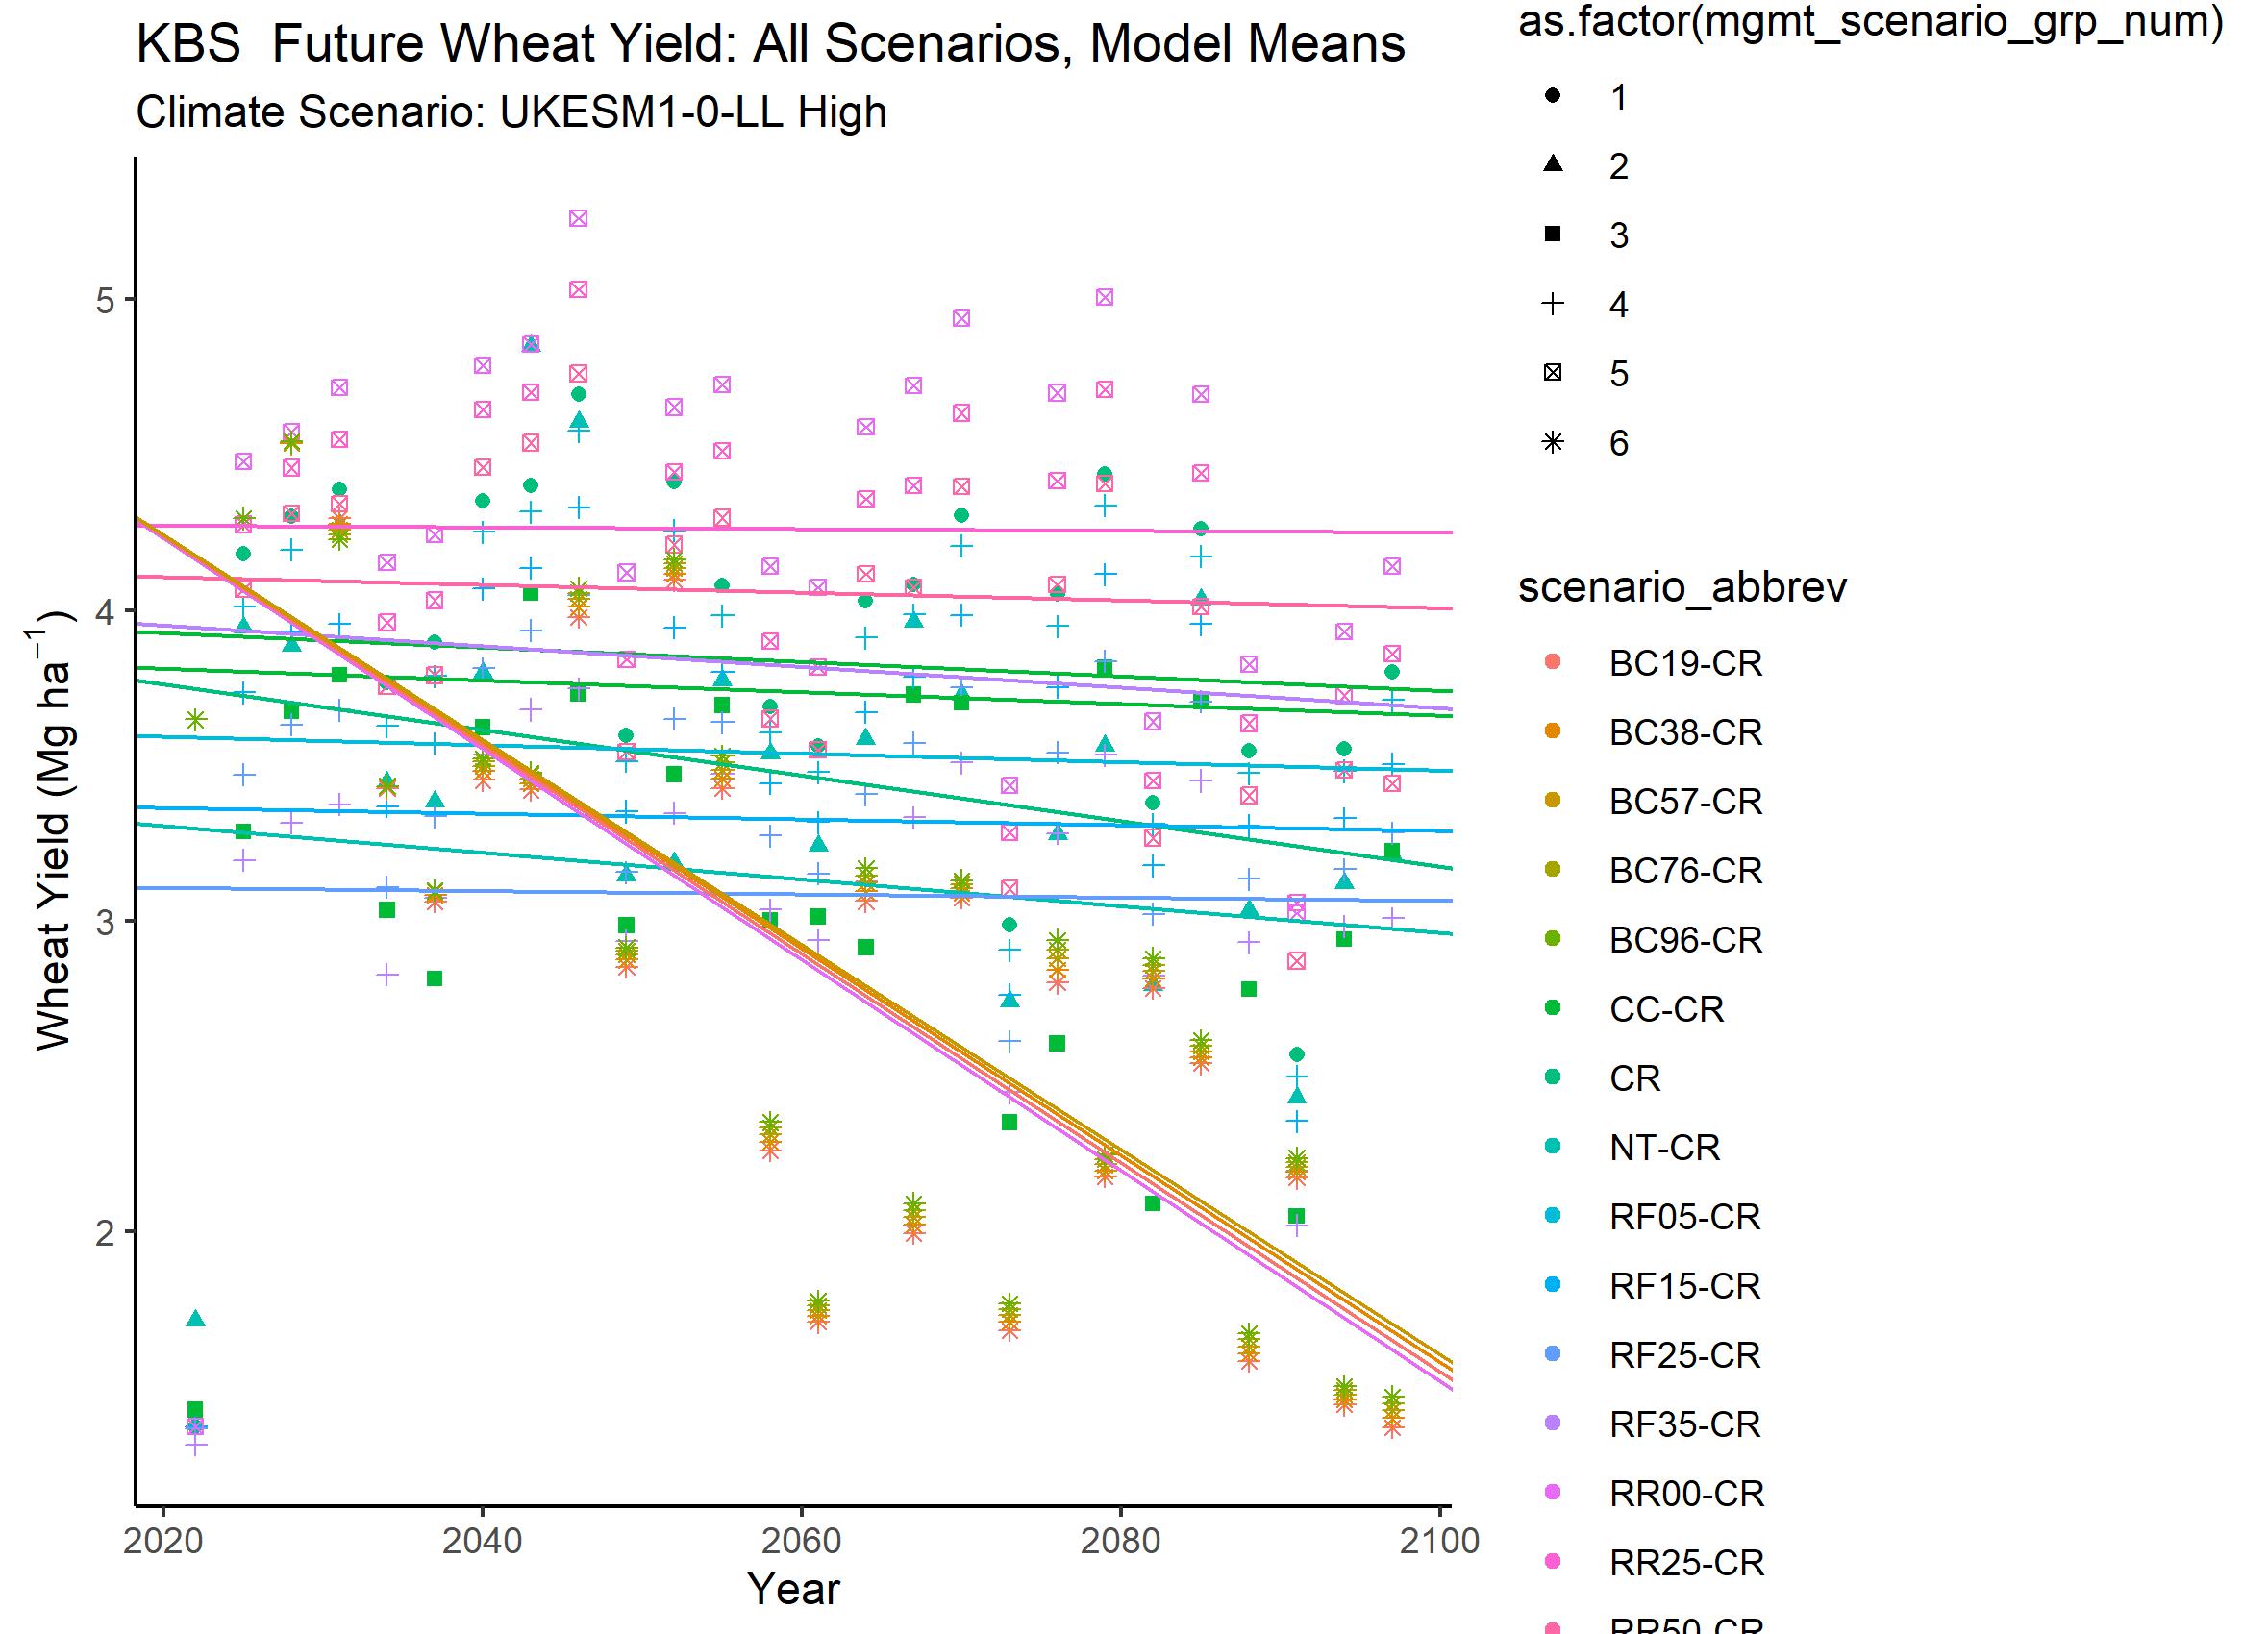 KBS  Future Wheat Yield: All Scenarios, Model Means
Climate Scenario: UKESM1-0-LL High
Wheat Yield (Mg ha⁻¹)
5
4
3
2
2020
2040
2060
2080
2100
Year
as.factor(mgmt_scenario_grp_num)
1
2
3
4
5
6
scenario_abbrev
BC19-CR
BC38-CR
BC57-CR
BC76-CR
BC96-CR
CC-CR
CR
NT-CR
RF05-CR
RF15-CR
RF25-CR
RF35-CR
RR00-CR
RR25-CR
RR50-CR